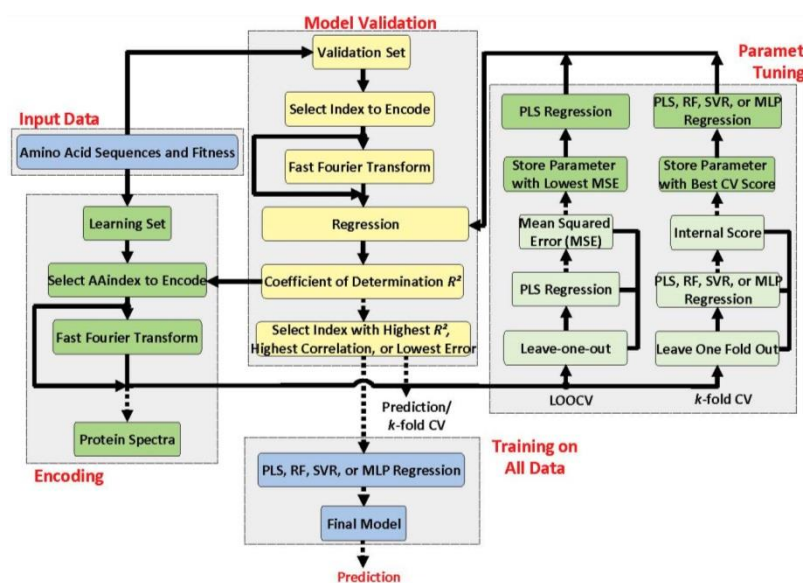 Model Validation
Validation Set
Select Index to Encode
Fast Fourier Transform
Regression
Coefficient of Determination R²
Select Index with Highest R²,
Highest Correlation, or Lowest Error
Prediction/
k-fold CV
Input Data
Amino Acid Sequences and Fitness
Learning Set
Select AAindex to Encode
Fast Fourier Transform
Protein Spectra
Encoding
Paramet
Tuning
PLS Regression
Store Parameter
with Lowest MSE
Mean Squared
Error (MSE)
PLS Regression
Leave-one-out
LOOCV
PLS, RF, SVR, or MLP
Regression
Store Parameter
with Best CV Score
Internal Score
PLS, RF, SVR, or MLP
Regression
Leave One Fold Out
k-fold CV
Training on
All Data
PLS, RF, SVR, or MLP Regression
Final Model
Prediction